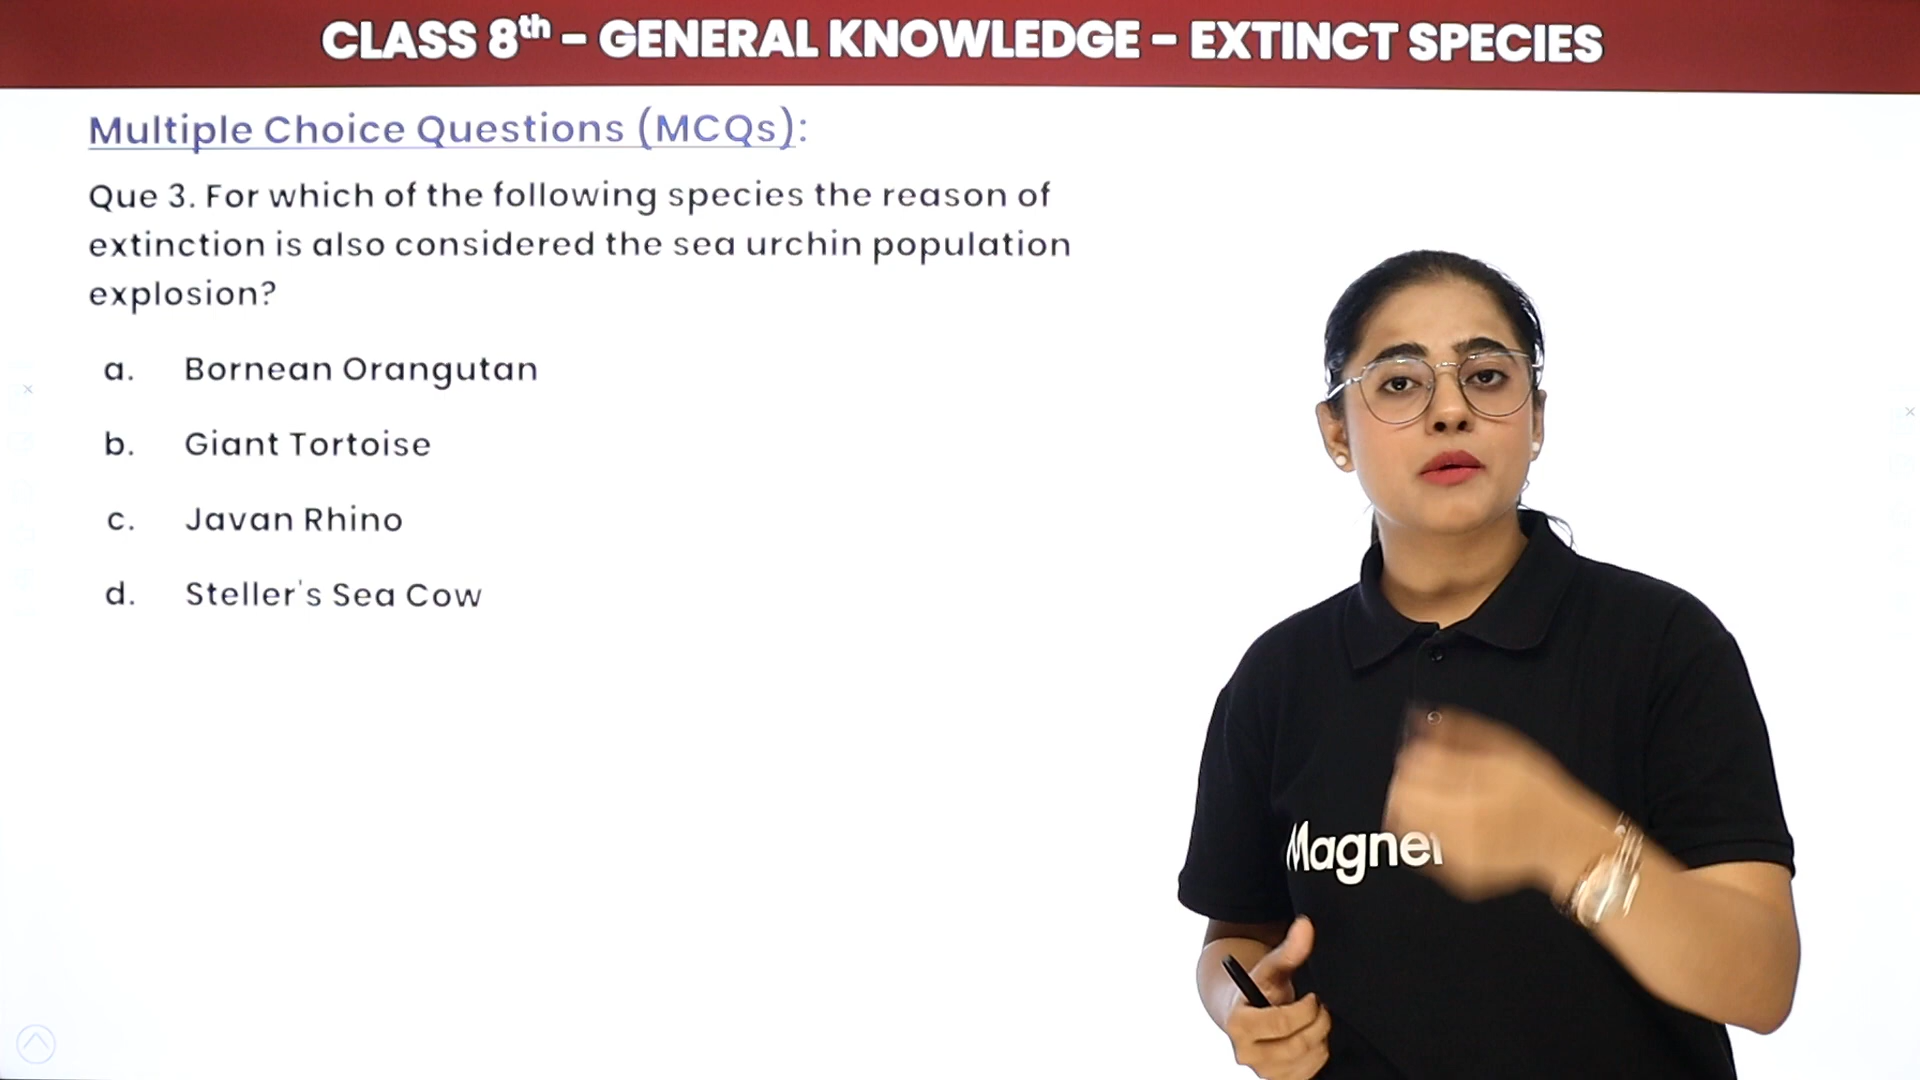 CLASS 8th - GENERAL KNOWLEDGE - EXTINCT SPECIES
Multiple Choice Questions (MCQs):
Que 3. For which of the following species the reason of
extinction is also considered the sea urchin population
explosion?
a. Bornean Orangutan
b. Giant Tortoise
c. Javan Rhino
d. Steller's Sea Cow